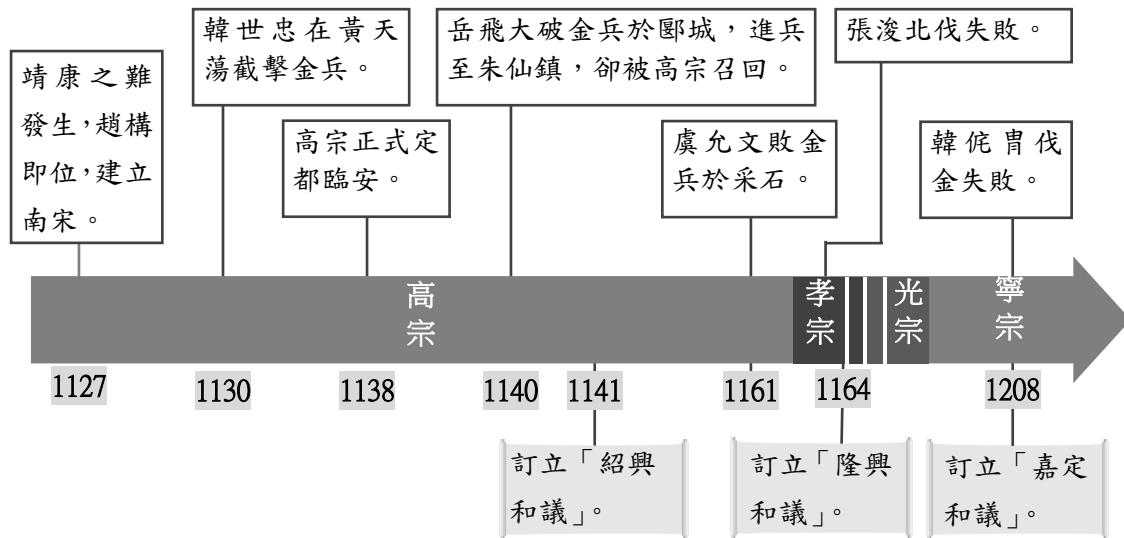 靖康之難
發生，趙構
即位，建立
南宋。
韓世忠在黃天
蕩截擊金兵。
高宗正式定
都臨安。
岳飛大破金兵於郾城，進兵
至朱仙鎮，卻被高宗召回。
虞允文敗金
兵於采石。
張浚北伐失敗。
韓侂冑伐
金失敗。
高
宗
孝
宗
光
宗
寧
宗
1127
1130
1138
1140
1141
1161
1164
1208
訂立「紹興
和議」。
訂立「隆興
和議」。
訂立「嘉定
和議」。